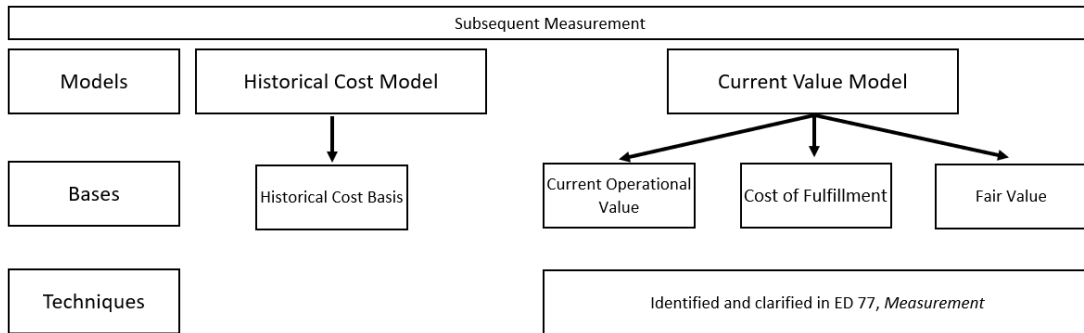 Subsequent Measurement
Models
Historical Cost Model
Current Value Model
Bases
Historical Cost Basis
Current Operational
Value
Cost of Fulfillment
Fair Value
Techniques
Identified and clarified in ED 77, Measurement